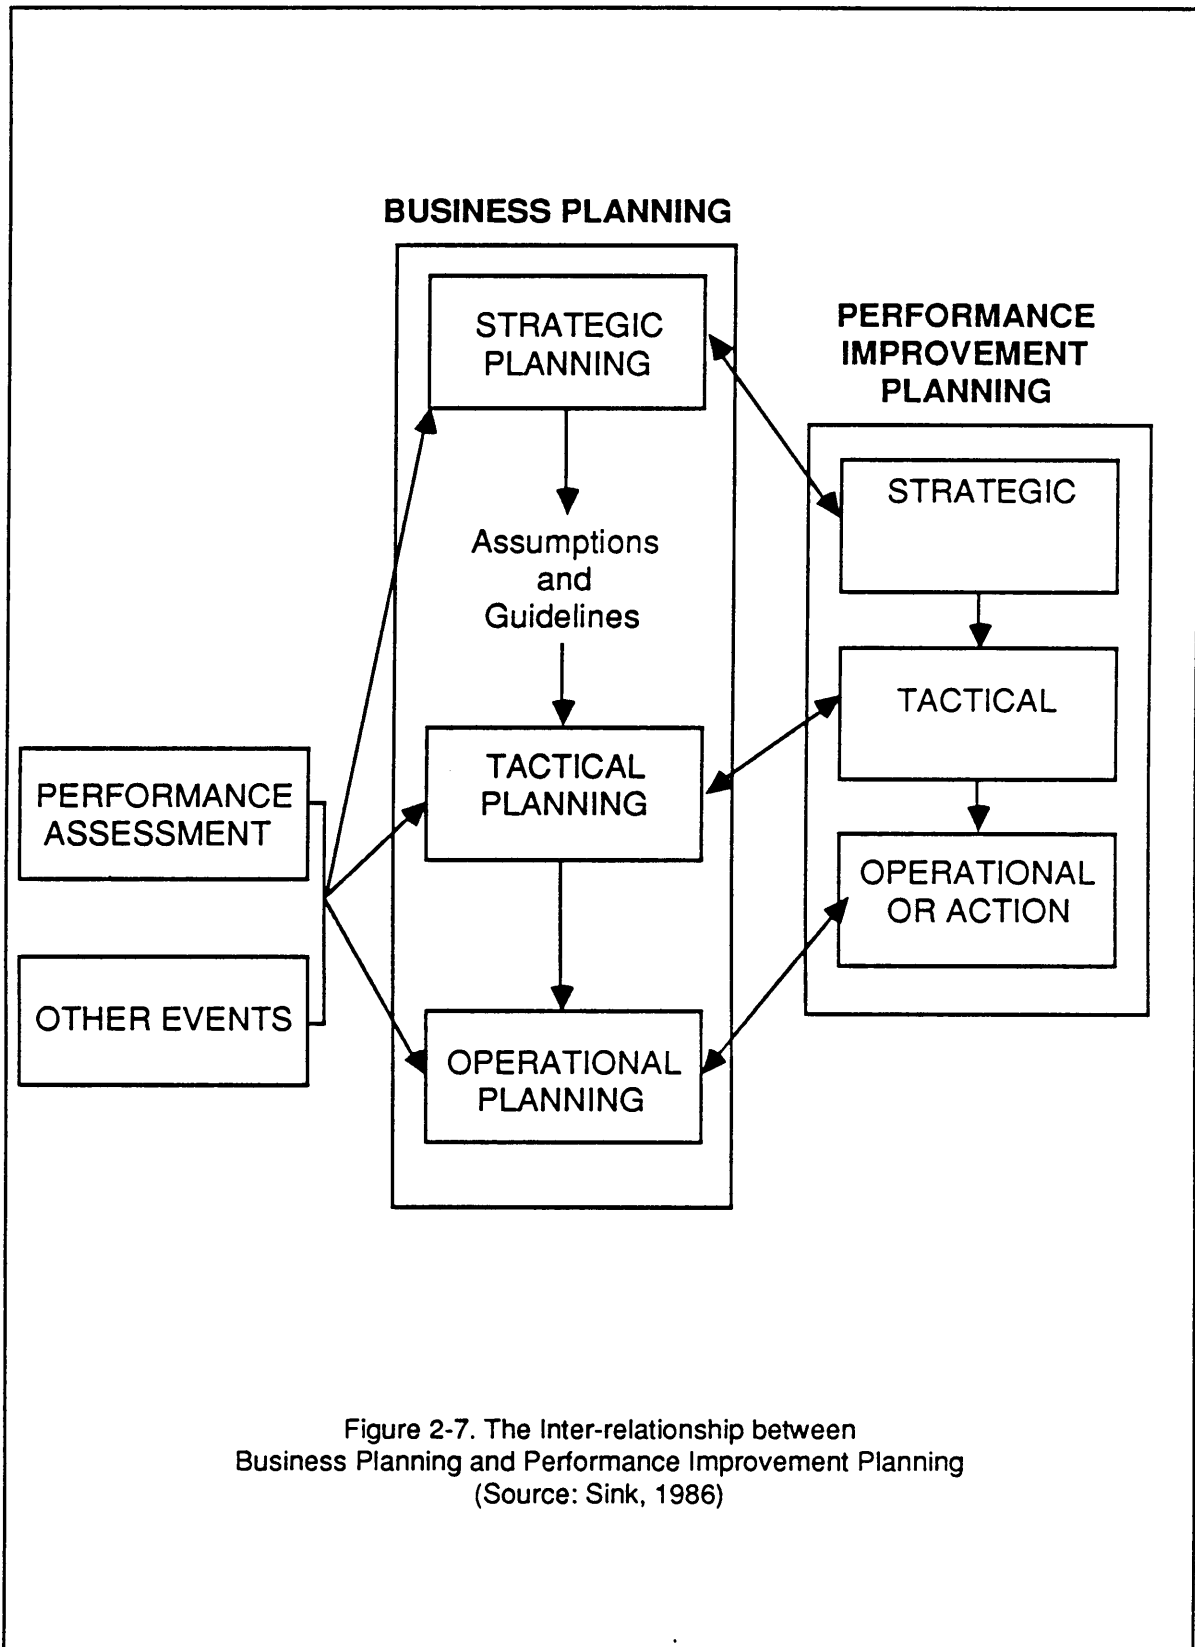 BUSINESS PLANNING
STRATEGIC
PLANNING
Assumptions
and
Guidelines
TACTICAL
PLANNING
OPERATIONAL
PLANNING
PERFORMANCE
IMPROVEMENT
PLANNING
STRATEGIC
TACTICAL
OPERATIONAL
OR ACTION
PERFORMANCE
ASSESSMENT
OTHER EVENTS
Figure 2-7. The Inter-relationship between
Business Planning and Performance Improvement Planning
(Source: Sink, 1986)